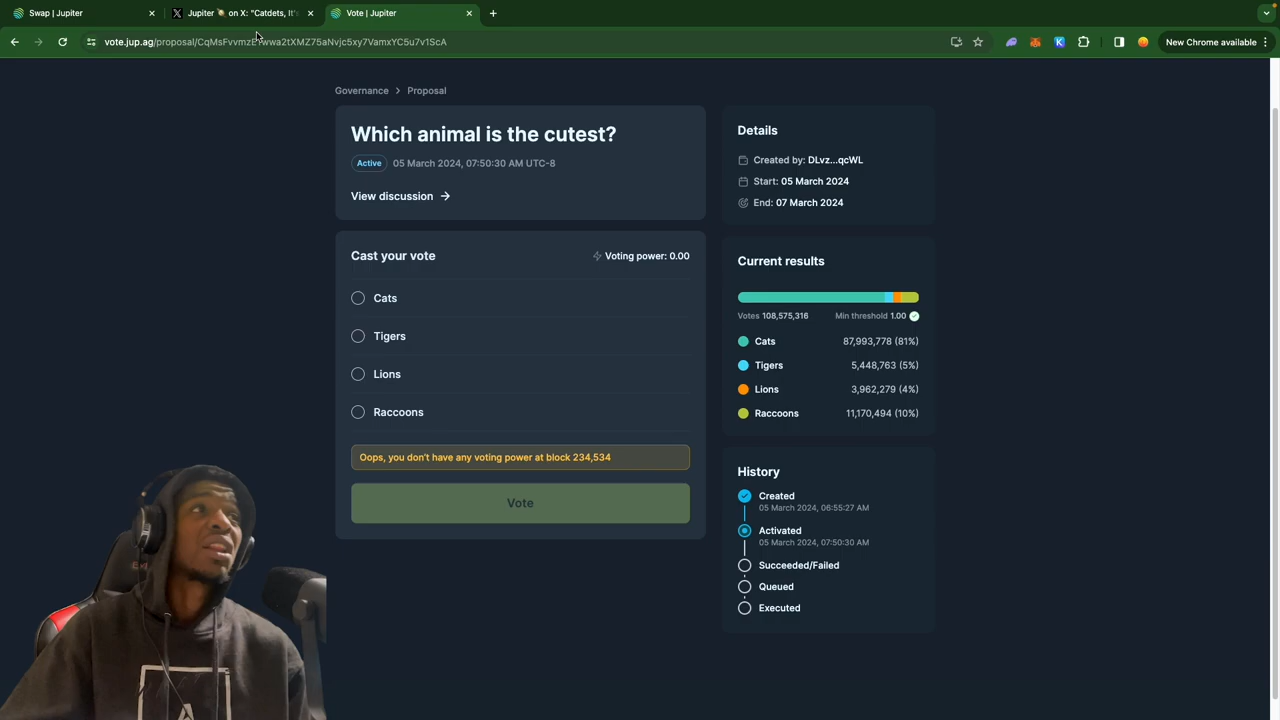 Swap | Jupiter
Jupiter on X: "Catdets, It's
Vote | Jupiter
New Chrome available
Governance > Proposal
Which animal is the cutest?
Active 05 March 2024, 07:50:30 AM UTC-8
View discussion →
Cast your vote
Voting power: 0.00
Cats
Tigers
Lions
Raccoons
Oops, you don't have any voting power at block 234,534
Vote
Details
Created by: DLvz...qcWL
Start: 05 March 2024
End: 07 March 2024
Current results
Votes 108,575,316 Min threshold 1.00
Cats 87,993,778 (81%)
Tigers 5,448,763 (5%)
Lions 3,962,279 (4%)
Raccoons 11,170,494 (10%)
History
Created
05 March 2024, 06:55:27 AM
Activated
05 March 2024, 07:50:30 AM
Succeeded/Failed
Queued
Executed